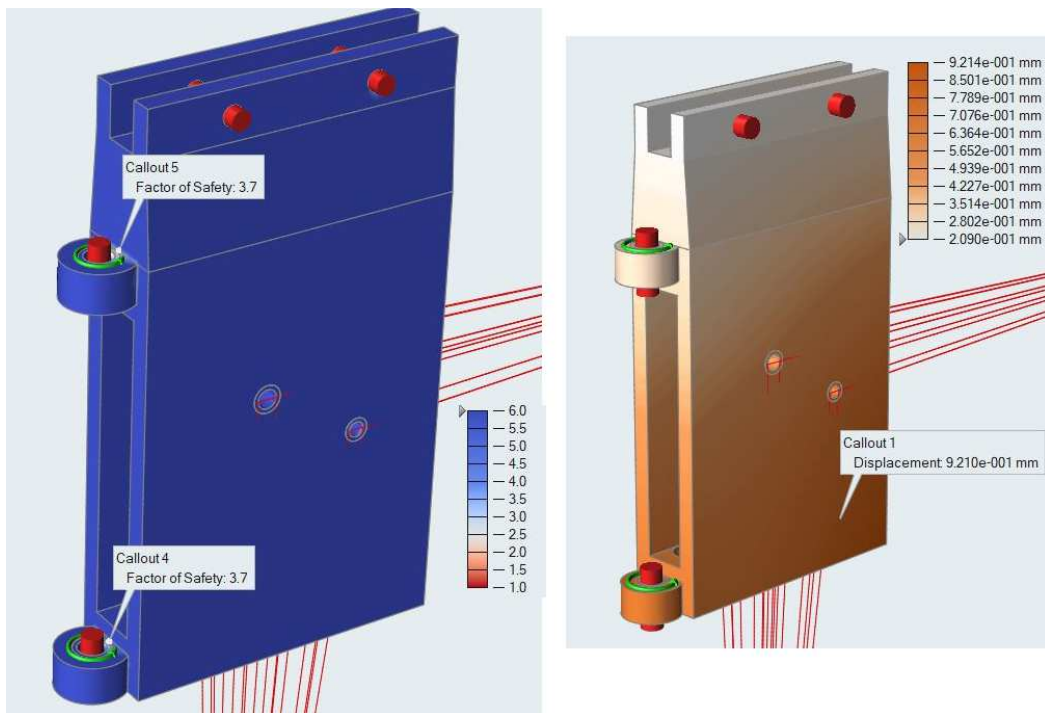 Callout 5
Factor of Safety: 3.7
Callout 4
Factor of Safety: 3.7
6.0
5.5
5.0
4.5
4.0
3.5
3.0
2.5
2.0
1.5
1.0
9.214e-001 mm
8.501e-001 mm
7.789e-001 mm
7.076e-001 mm
6.364e-001 mm
5.652e-001 mm
4.939e-001 mm
4.227e-001 mm
3.514e-001 mm
2.802e-001 mm
2.090e-001 mm
Callout 1
Displacement: 9.210e-001 mm